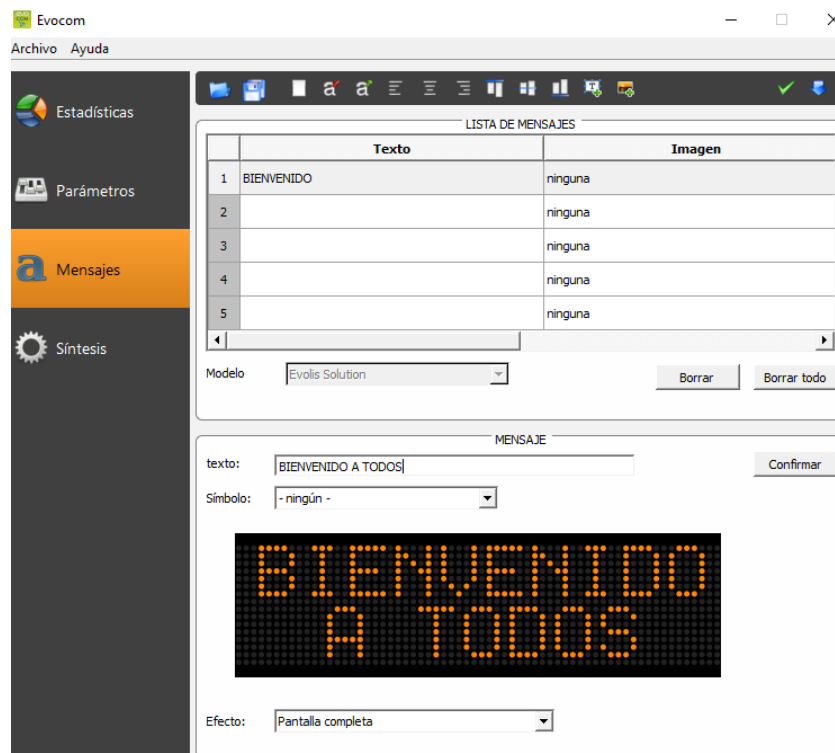 Evocom
Archivo Ayuda
Estadísticas
Parámetros
Mensajes
Síntesis
LISTA DE MENSAJES
Texto Imagen
1 BIENVENIDO ninguna
2 ninguna
3 ninguna
4 ninguna
5 ninguna
Modelo Evolis Solution Borrar Borrar todo
MENSAJE
texto: BIENVENIDO A TODOS Confirmar
Símbolo: - ningún -
BIENVENIDO
A TODOS
Efecto: Pantalla completa